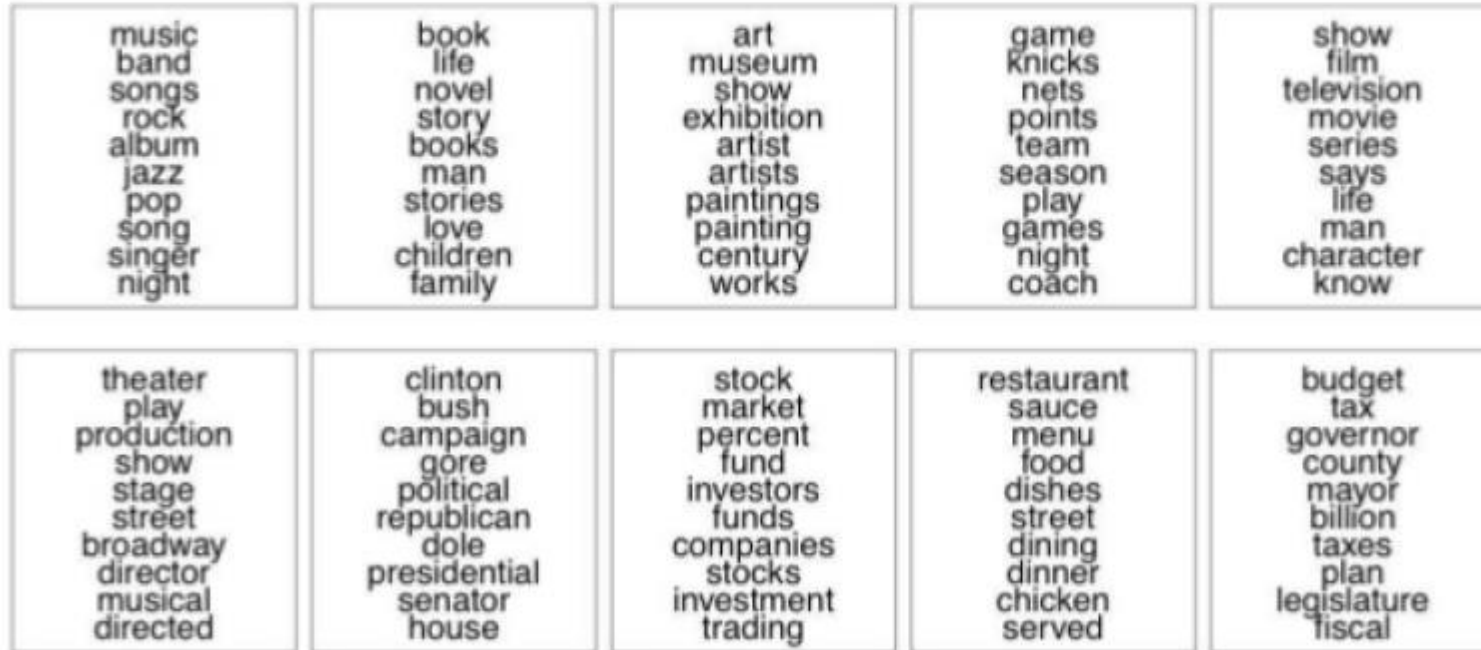 music
band
songs
rock
album
jazz
pop
song
singer
night
book
life
novel
story
books
man
stories
love
children
family
art
museum
show
exhibition
artist
artists
paintings
painting
century
works
game
knicks
nets
points
team
season
play
games
night
coach
show
film
television
movie
series
says
life
man
character
know
theater
play
production
show
stage
street
broadway
director
musical
directed
clinton
bush
campaign
gore
political
republican
dole
presidential
senator
house
stock
market
percent
fund
investors
funds
companies
stocks
investment
trading
restaurant
sauce
menu
food
dishes
street
dining
dinner
chicken
served
budget
tax
governor
county
mayor
billion
taxes
plan
legislature
fiscal